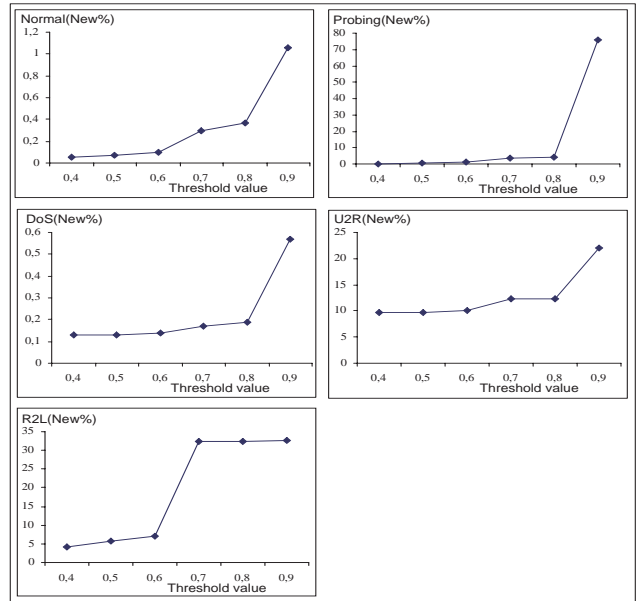 Normal(New%)
1,2
1
0,8
0,6
0,4
0,2
0
0,4 0,5 0,6 0,7 0,8 0,9
Threshold value
Probing(New%)
80
70
60
50
40
30
20
10
0
0,4 0,5 0,6 0,7 0,8 0,9
Threshold value
DoS(New%)
0,6
0,5
0,4
0,3
0,2
0,1
0
0,4 0,5 0,6 0,7 0,8 0,9
Threshold value
U2R(New%)
25
20
15
10
5
0
0,4 0,5 0,6 0,7 0,8 0,9
Threshold value
R2L(New%)
35
30
25
20
15
10
5
0
0,4 0,5 0,6 0,7 0,8 0,9
Threshold value